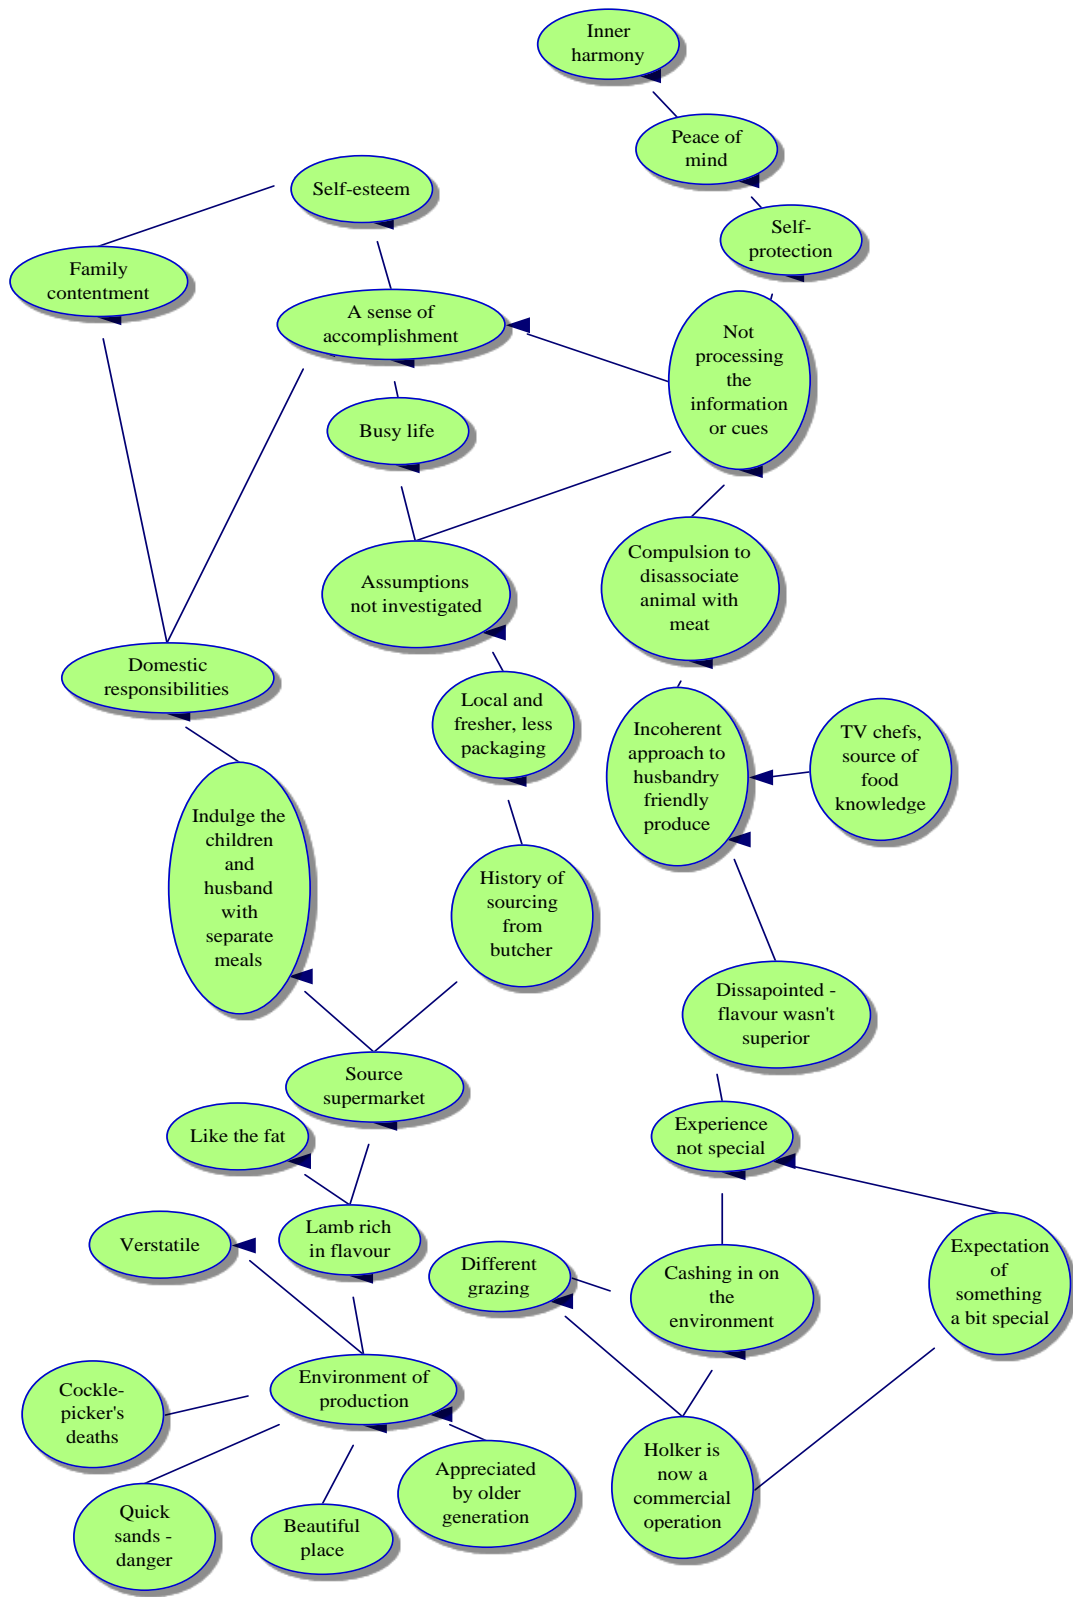 Inner
harmony
Peace of
mind
Self-esteem
Self-
protection
Family
contentment
A sense of
accomplishment
Not
processing
the
information
or cues
Busy life
Assumptions
not investigated
Compulsion to
disassociate
animal with
meat
Domestic
responsibilities
Local and
fresher, less
packaging
Incoherent
approach to
husbandry
friendly
produce
TV chefs,
source of
food
knowledge
Indulge the
children
and
husband
with
separate
meals
History of
sourcing
from
butcher
Dissapointed -
flavour wasn't
superior
Source
supermarket
Like the fat
Experience
not special
Verstatile
Lamb rich
in flavour
Different
grazing
Cashing in on
the
environment
Expectation
of
something
a bit special
Environment of
production
Cockle-
picker's
deaths
Quick
sands -
danger
Beautiful
place
Appreciated
by older
generation
Holker is
now a
commercial
operation